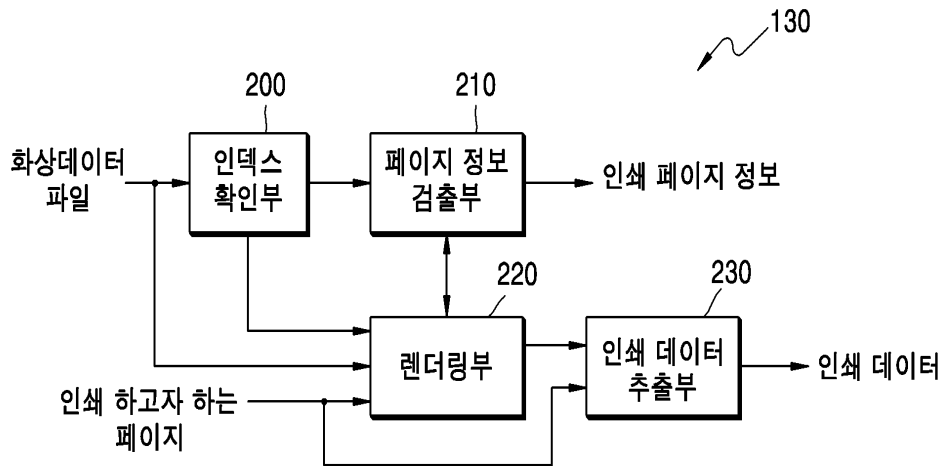 130
200
210
화상데이터
파일
인덱스
확인부
페이지 정보
검출부
인쇄 페이지 정보
220
230
렌더링부
인쇄 데이터
추출부
인쇄 데이터
인쇄 하고자 하는
페이지